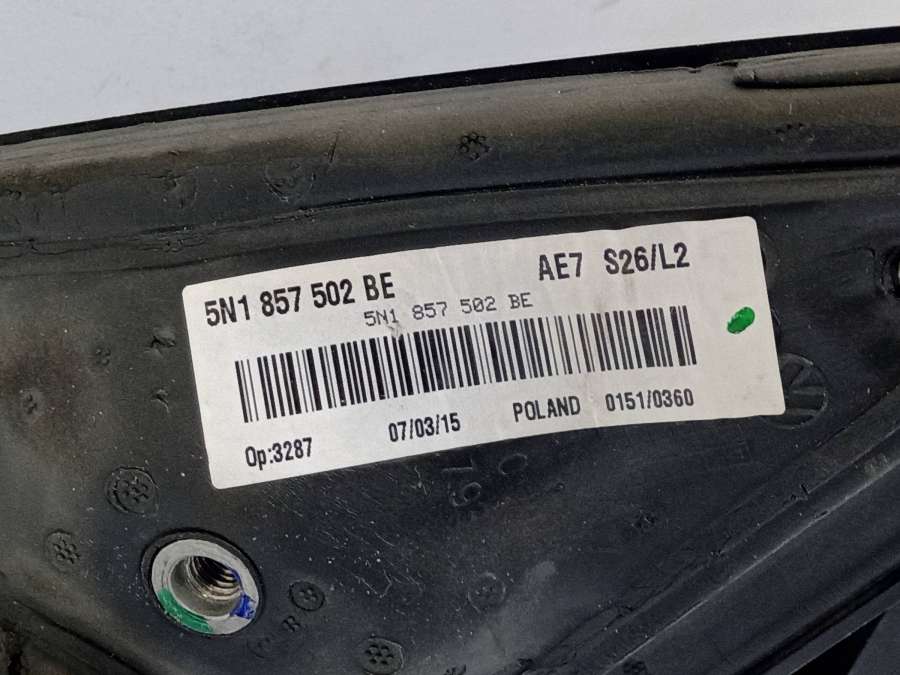 5N1 857 502 BE AE7 S26/L2
5N1 857 502 BE
Op:3287 07/03/15 POLAND 0151/0360